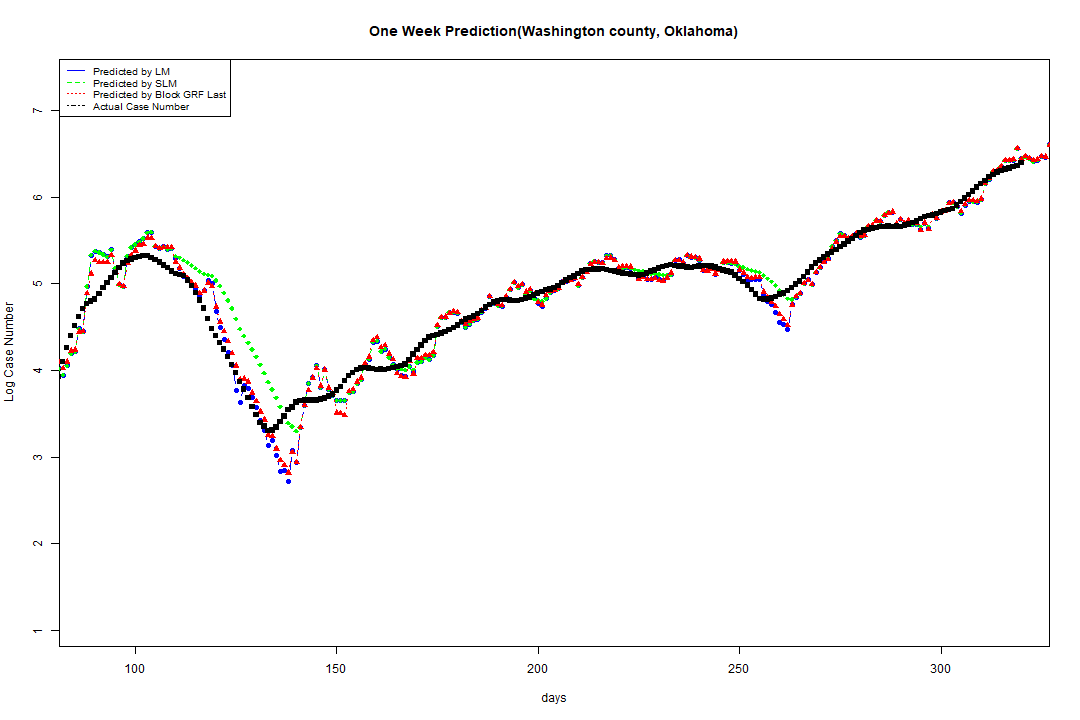 One Week Prediction(Washington county, Oklahoma)
Predicted by LM
Predicted by SLM
Predicted by Block GRF Last
Actual Case Number
7
6
5
4
3
2
1
Log Case Number
100 150 200 250 300
days